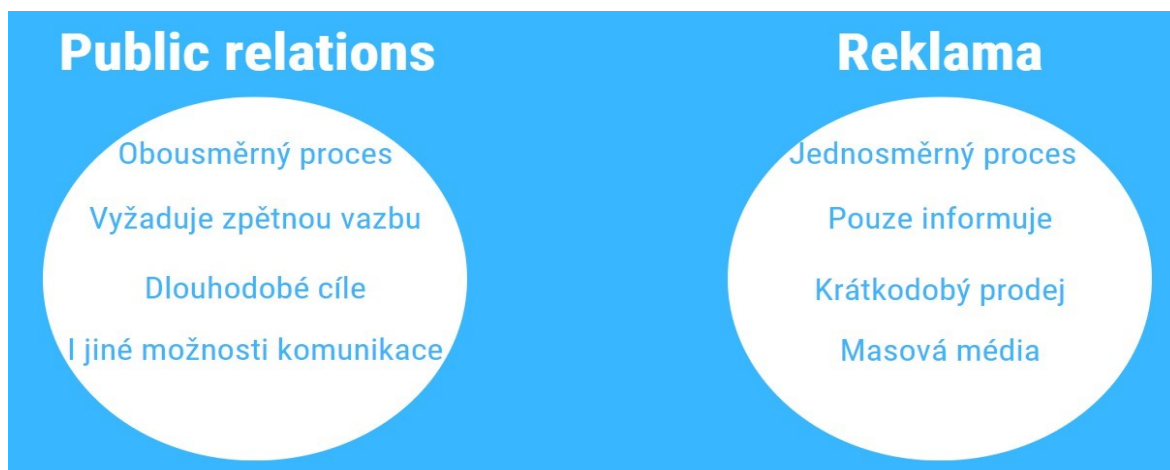 Public relations
Obousměrný proces
Vyžaduje zpětnou vazbu
Dlouhodobé cíle
I jiné možnosti komunikace
Reklama
Jednosměrný proces
Pouze informuje
Krátkodobý prodej
Masová média